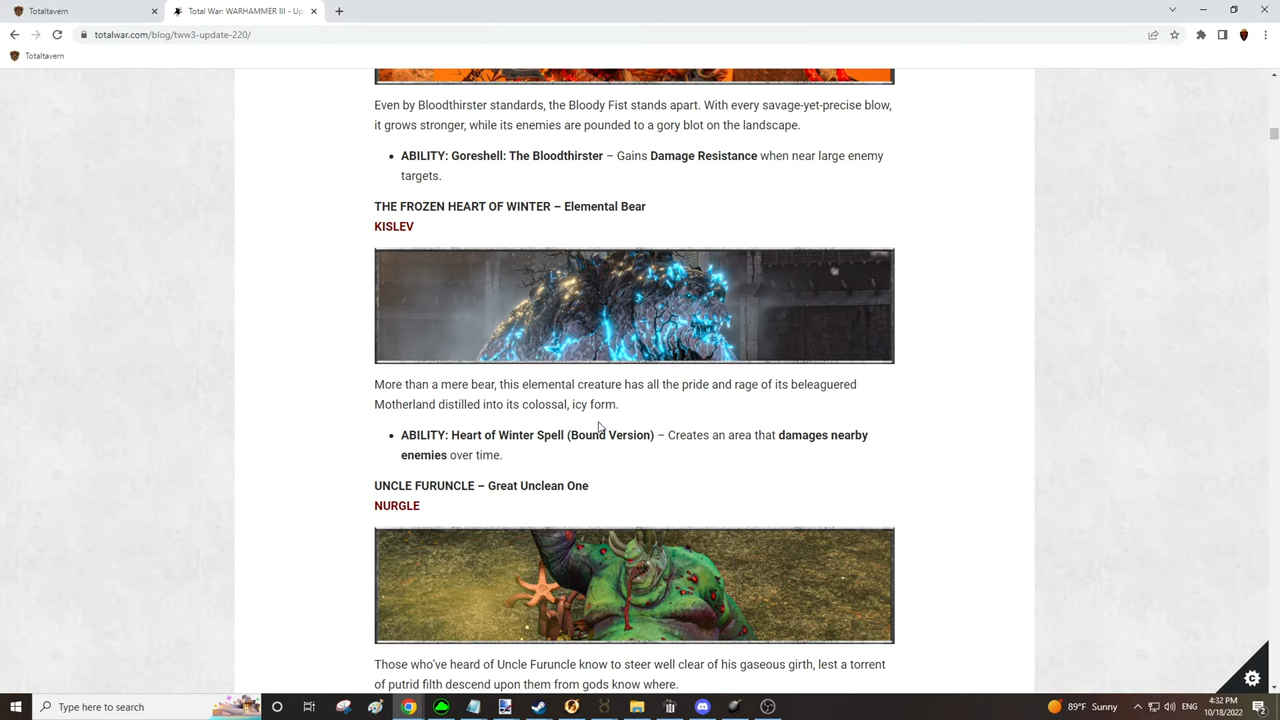 Totaltavern
Total War: WARHAMMER III - Up
totalwar.com/blog/tww3-update-220/
Totaltavern
Even by Bloodthirster standards, the Bloody Fist stands apart. With every savage-yet-precise blow,
it grows stronger, while its enemies are pounded to a gory blot on the landscape.
• ABILITY: Goreshell: The Bloodthirster – Gains Damage Resistance when near large enemy
targets.
THE FROZEN HEART OF WINTER – Elemental Bear
KISLEV
More than a mere bear, this elemental creature has all the pride and rage of its beleaguered
Motherland distilled into its colossal, icy form.
• ABILITY: Heart of Winter Spell (Bound Version) – Creates an area that damages nearby
enemies over time.
UNCLE FURUNCLE – Great Unclean One
NURGLE
Those who've heard of Uncle Furuncle know to steer well clear of his gaseous girth, lest a torrent
of putrid filth descend upon them from gods know where.
Type here to search
89°F Sunny
ENG
4:32 PM
10/18/2022
2